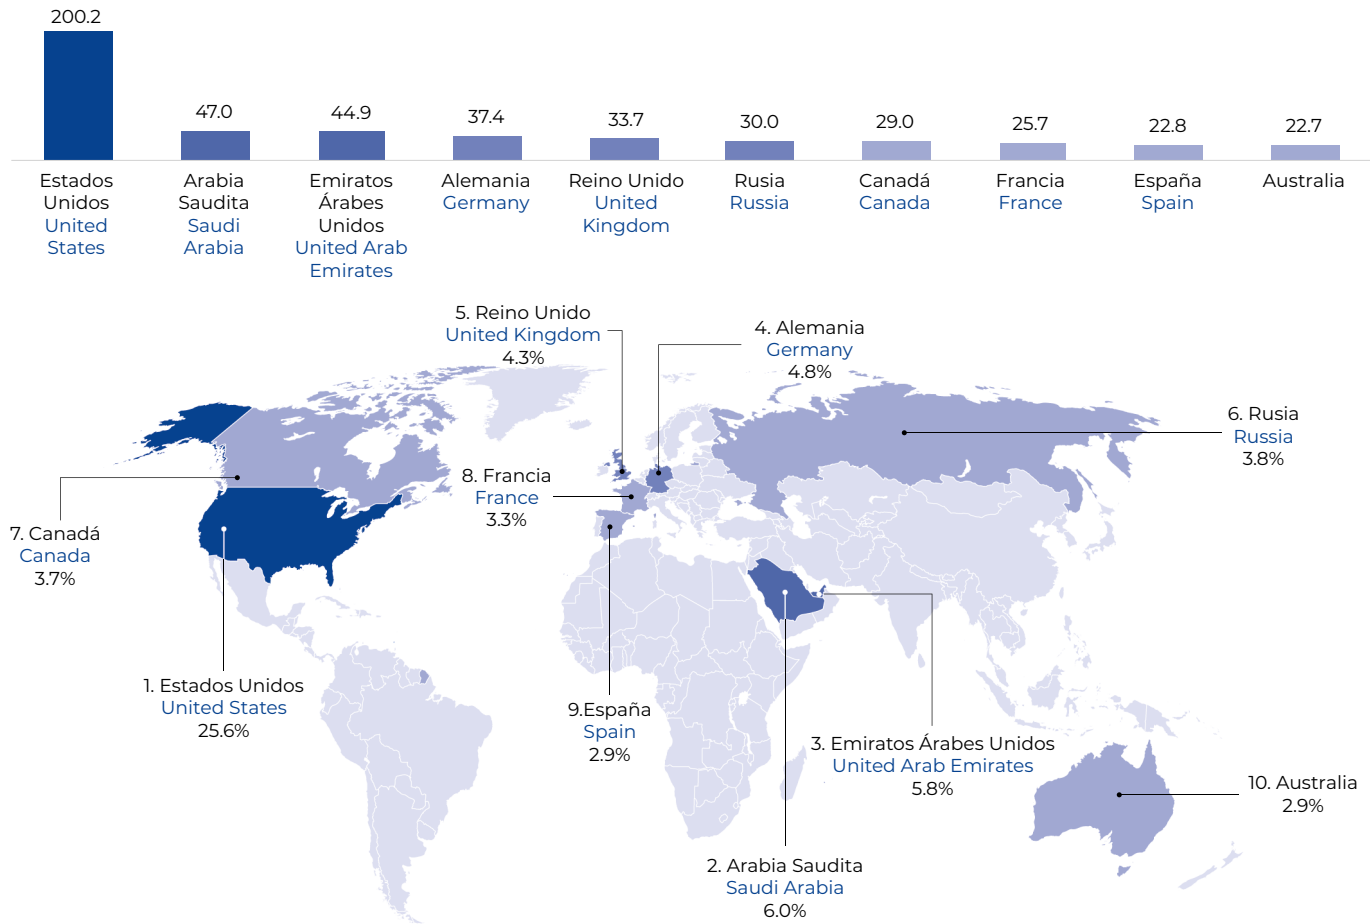 200.2
47.0
44.9
37.4
33.7
30.0
29.0
25.7
22.8
22.7
Estados
Unidos
United
States
Arabia
Saudita
Saudi
Arabia
Emiratos
Árabes
Unidos
United Arab
Emirates
Alemania
Germany
Reino Unido
United
Kingdom
Rusia
Russia
Canadá
Canada
Francia
France
España
Spain
Australia
5. Reino Unido
United Kingdom
4.3%
4. Alemania
Germany
4.8%
6. Rusia
Russia
3.8%
8. Francia
France
3.3%
7. Canadá
Canada
3.7%
1. Estados Unidos
United States
25.6%
9.España
Spain
2.9%
3. Emiratos Árabes Unidos
United Arab Emirates
5.8%
10. Australia
2.9%
2. Arabia Saudita
Saudi Arabia
6.0%